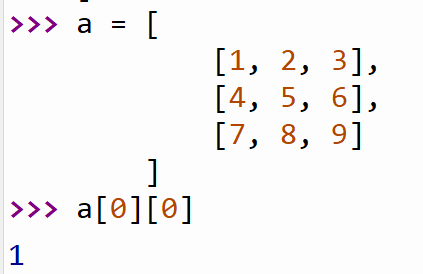 >>> a = [
[1, 2, 3],
[4, 5, 6],
[7, 8, 9]
]
>>> a[0][0]
1